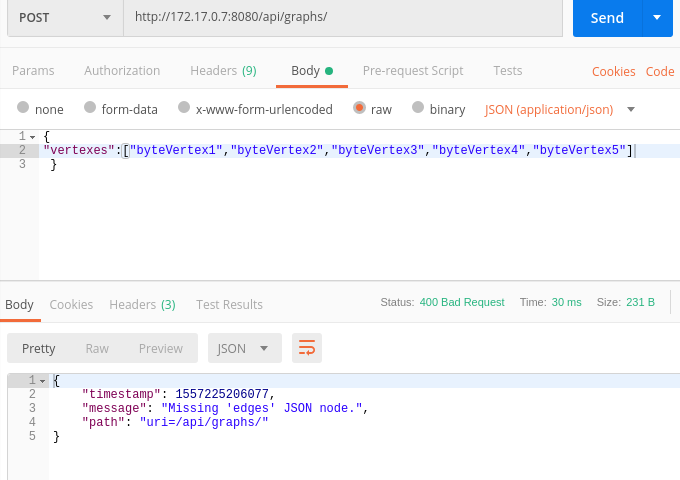 POST http://172.17.0.7:8080/api/graphs/ Send
Params Authorization Headers (9) Body Pre-request Script Tests Cookies Code
none form-data x-www-form-urlencoded raw binary JSON (application/json)
1 {
2 "vertexes":["byteVertex1","byteVertex2","byteVertex3","byteVertex4","byteVertex5"]
3 }
Body Cookies Headers (3) Test Results Status: 400 Bad Request Time: 30 ms Size: 231 B
Pretty Raw Preview JSON
1 {
2 "timestamp": 1557225206077,
3 "message": "Missing 'edges' JSON node.",
4 "path": "uri=/api/graphs/"
5 }